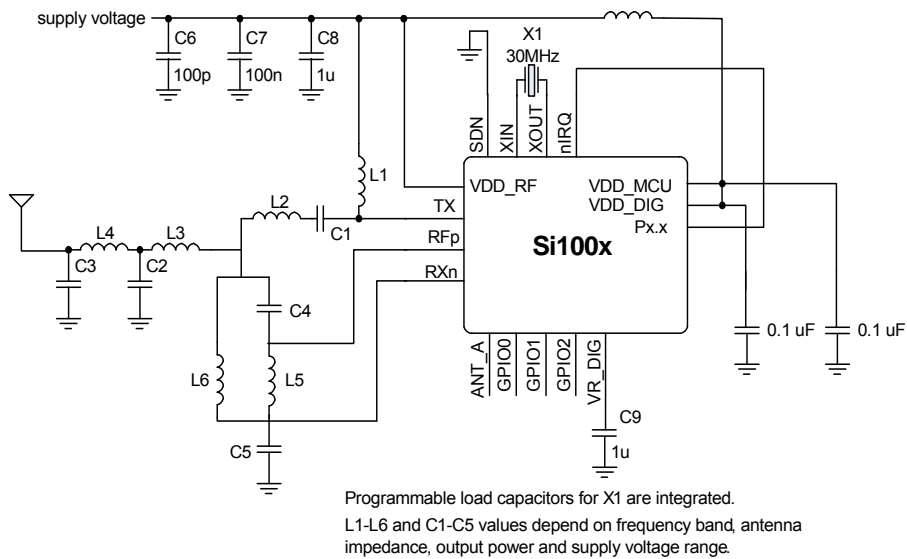 supply voltage
C6
C7
C8
X1
30MHz
100p
100n
1u
SDN
XIN
XOUT
nIRQ
L1
VDD_RF
VDD_MCU
VDD_DIG
L2
TX
Px.x
C1
RFp
Si100x
L4
L3
C3
C2
RXn
C4
0.1 uF
0.1 uF
L6
L5
ANT_A
GPIO0
GPIO1
GPIO2
VR_DIG
C9
C5
1u
Programmable load capacitors for X1 are integrated.
L1-L6 and C1-C5 values depend on frequency band, antenna
impedance, output power and supply voltage range.